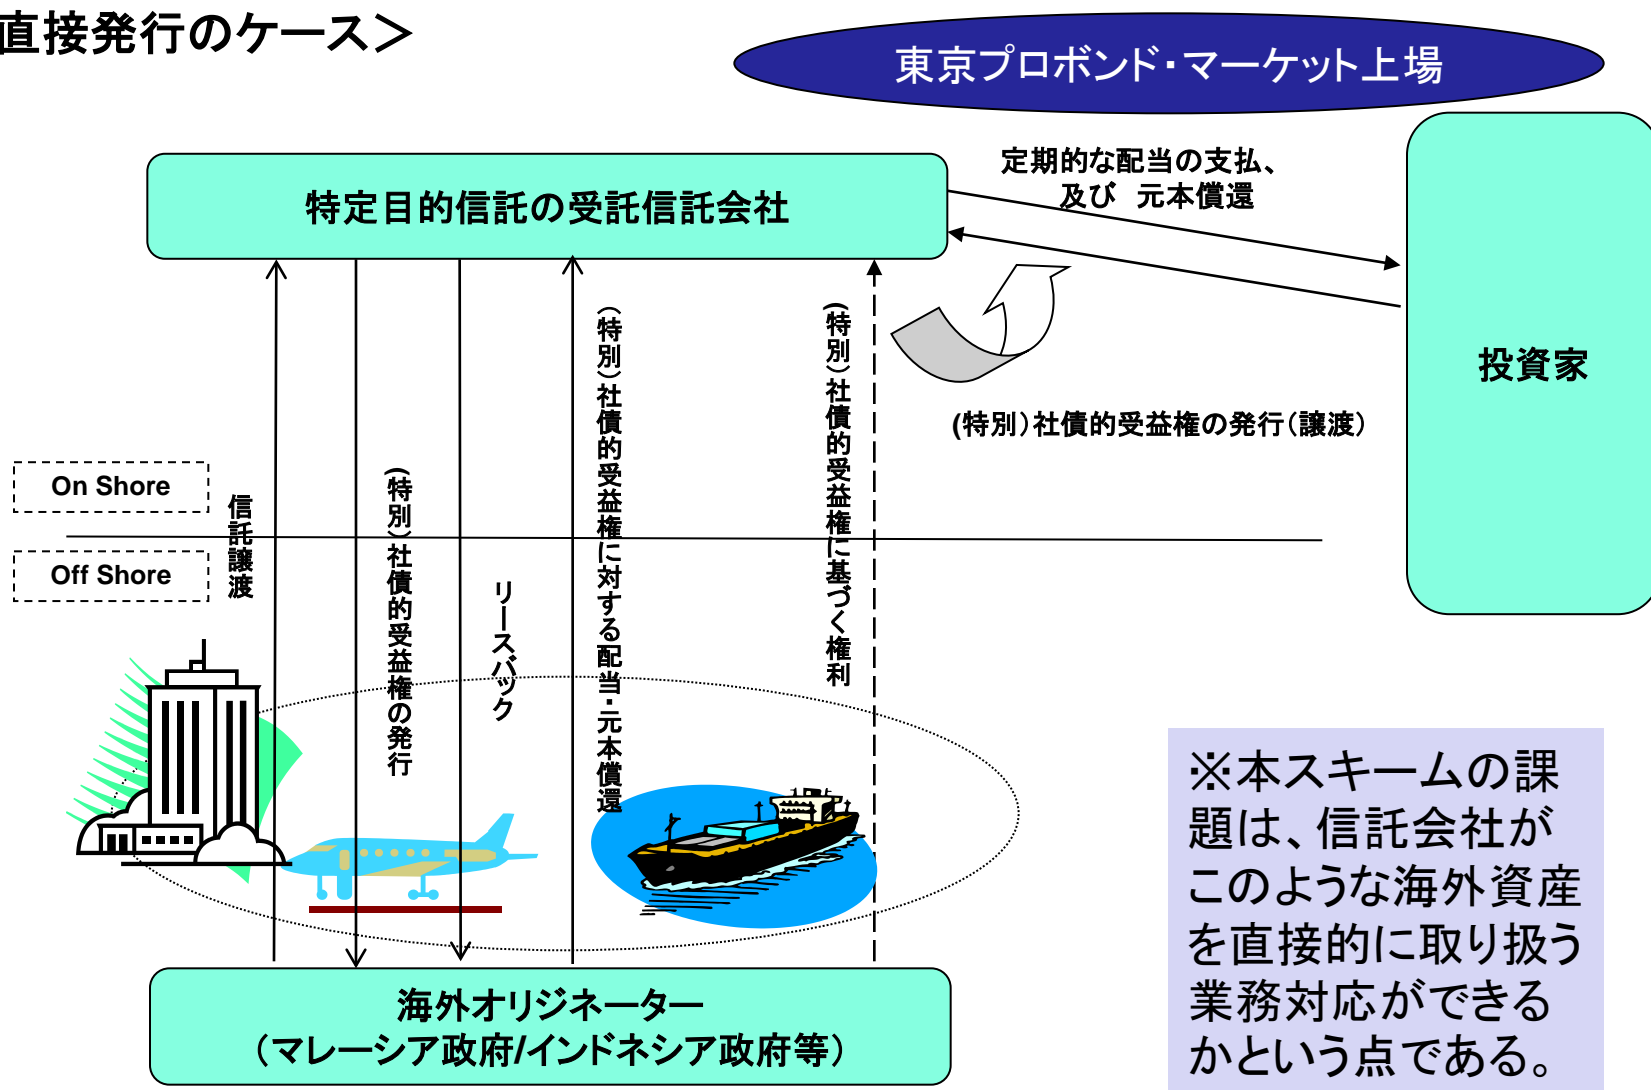 直接発行のケース＞
東京プロボンド・マーケット上場
定期的な配当の支払、
及び　元本償還
特定目的信託の受託信託会社
投資家
(特別）社債的受益権の発行（譲渡）
On Shore
Off Shore
信託譲渡
(特別）社債的受益権の発行
リースバック
（特別）社債的受益権に対する配当・元本償還
(特別）社債的受益権に基づく権利
海外オリジネーター
（マレーシア政府/インドネシア政府等）
※本スキームの課
題は、信託会社が
このような海外資産
を直接的に取り扱う
業務対応ができる
かという点である。